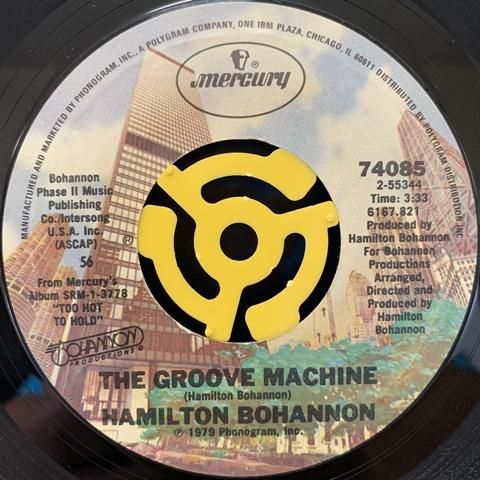 MANUFACTURED AND MARKETED BY PHONOGRAM, INC., A POLYGRAM COMPANY, ONE IBM PLAZA, CHICAGO, IL 60611 DISTRIBUTED BY POLYGRAM DISTRIBUTION INC.
mercury®
Bohannon
Phase II Music
Publishing
Co./Intersong
U.S.A. Inc.
(ASCAP)
56
From Mercury's
Album SRM-1-3778
"TOO HOT
TO HOLD"
BOHANNON
PRODUCTIONS
®
74085
2-55344
Time: 3:33
6167.821
Produced by
Hamilton Bohannon
For Bohannon
Productions
Arranged,
Directed and
Produced by
Hamilton
Bohannon
THE GROOVE MACHINE
(Hamilton Bohannon)
HAMILTON BOHANNON
℗ 1979 Phonogram, Inc.